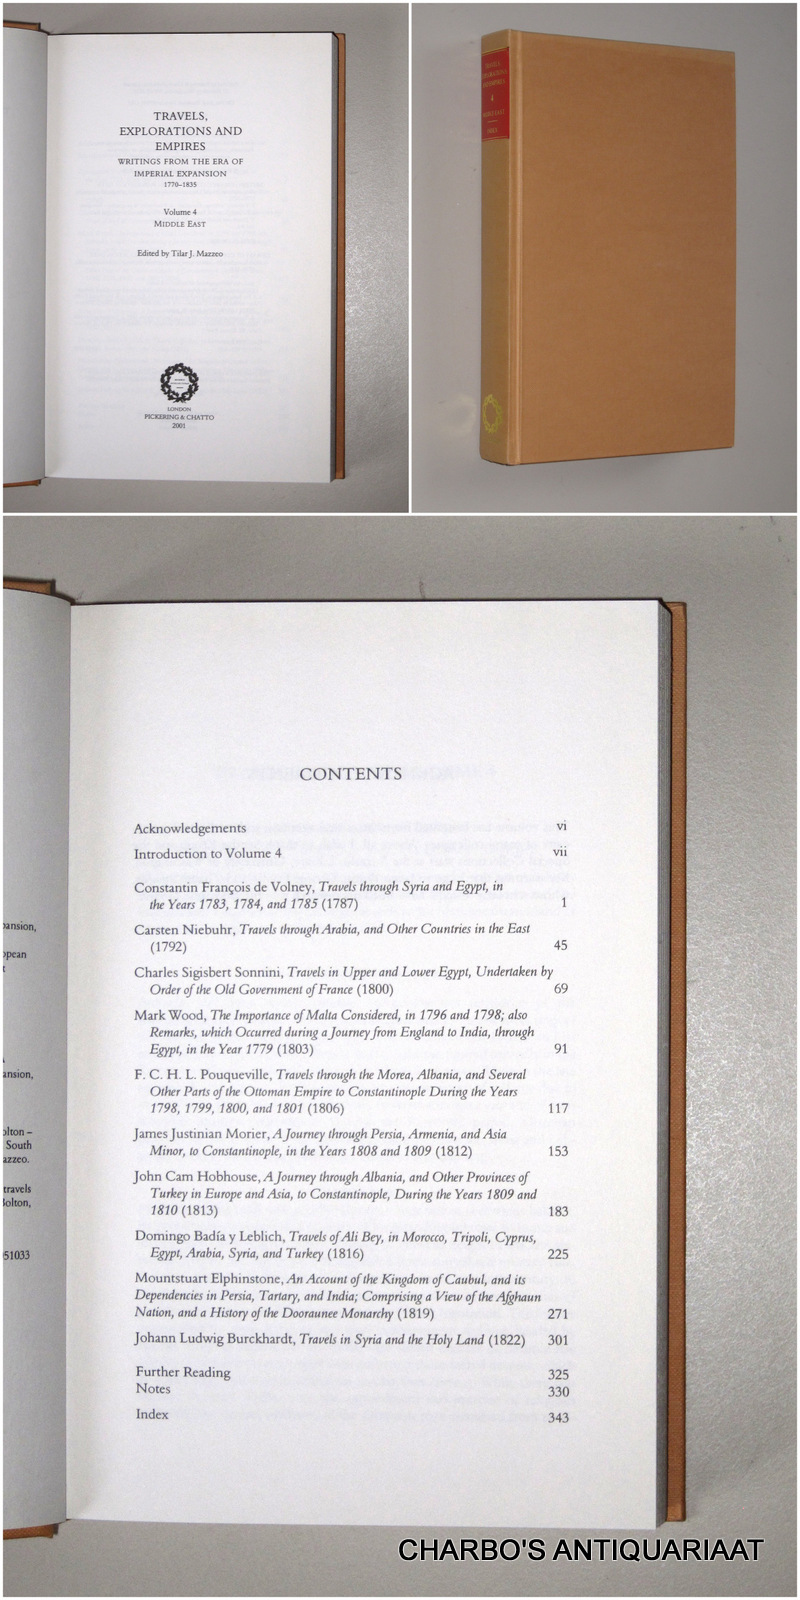 TRAVELS,
EXPLORATIONS AND
EMPIRES
WRITINGS FROM THE ERA OF
IMPERIAL EXPANSION
1770–1835
Volume 4
MIDDLE EAST
Edited by Tilar J. Mazzeo
LONDON
PICKERING & CHATTO
2001
4
CONTENTS
Acknowledgements vi
Introduction to Volume 4 vii
Constantin François de Volney, Travels through Syria and Egypt, in
the Years 1783, 1784, and 1785 (1787) 1
Carsten Niebuhr, Travels through Arabia, and Other Countries in the East
(1792) 45
Charles Sigisbert Sonnini, Travels in Upper and Lower Egypt, Undertaken by
Order of the Old Government of France (1800) 69
Mark Wood, The Importance of Malta Considered, in 1796 and 1798; also
Remarks, which Occurred during a Journey from England to India, through
Egypt, in the Year 1779 (1803) 91
F. C. H. L. Pouqueville, Travels through the Morea, Albania, and Several
Other Parts of the Ottoman Empire to Constantinople During the Years
1798, 1799, 1800, and 1801 (1806) 117
James Justinian Morier, A Journey through Persia, Armenia, and Asia
Minor, to Constantinople, in the Years 1808 and 1809 (1812) 153
John Cam Hobhouse, A Journey through Albania, and Other Provinces of
Turkey in Europe and Asia, to Constantinople, During the Years 1809 and
1810 (1813) 183
Domingo Badía y Leblich, Travels of Ali Bey, in Morocco, Tripoli, Cyprus,
Egypt, Arabia, Syria, and Turkey (1816) 225
Mountstuart Elphinstone, An Account of the Kingdom of Caubul, and its
Dependencies in Persia, Tartary, and India; Comprising a View of the Afghaun
Nation, and a History of the Dooraunee Monarchy (1819) 271
Johann Ludwig Burckhardt, Travels in Syria and the Holy Land (1822) 301
Further Reading 325
Notes 330
Index 343
pansion,
opean
t
ansion,
olton –
South
azzeo.
travels
Bolton,
51033
CHARBO'S ANTIQUARIAAT